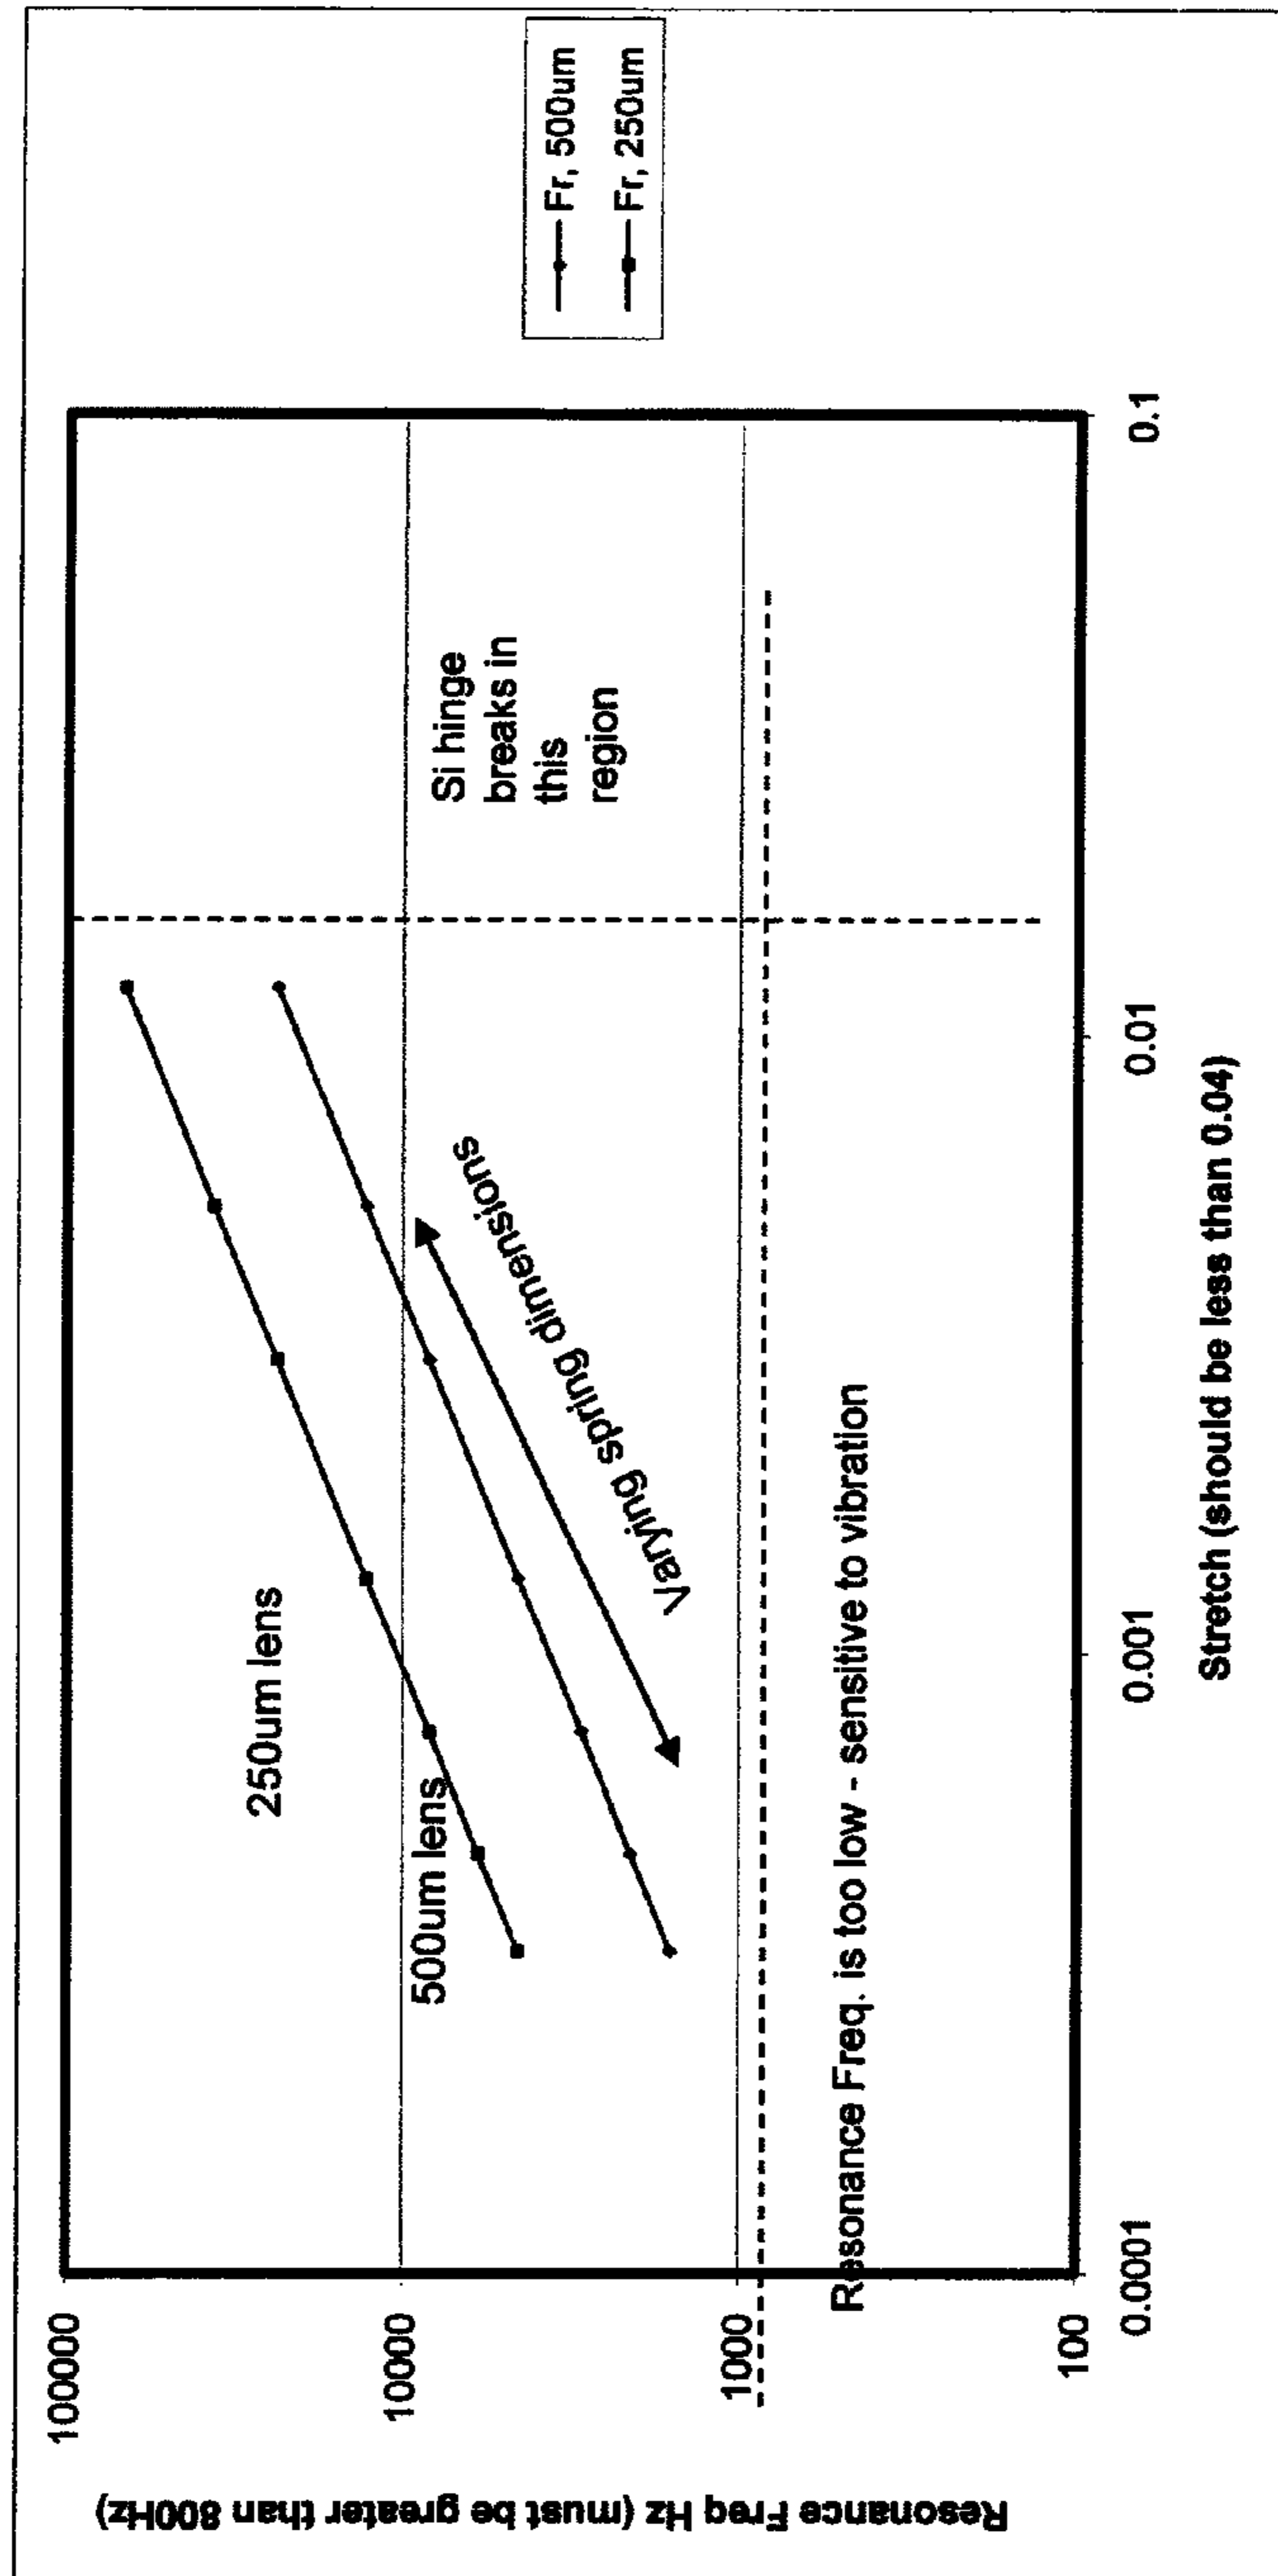 Resonance Freq Hz (must be greater than 800Hz)
100000
10000
1000
100
250um lens
500um lens
Varying spring dimensions
Si hinge
breaks in
this
region
Resonance Freq. is too low - sensitive to vibration
0.0001
0.001
0.01
0.1
Stretch (should be less than 0.04)
Fr, 500um
Fr, 250um